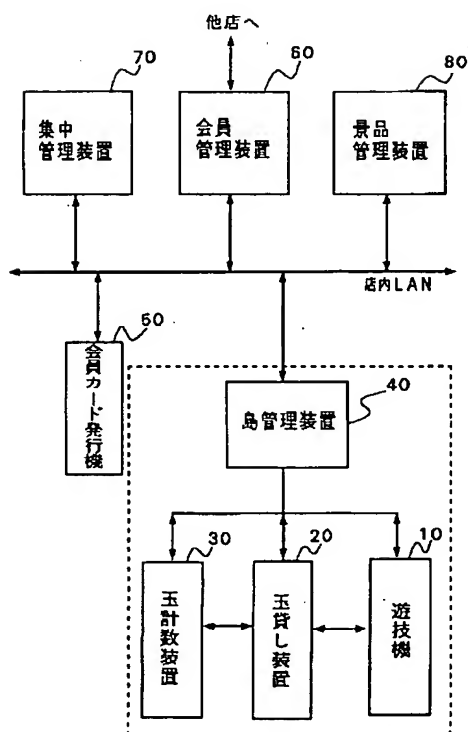 他店へ
70
60
80
集中
管理装置
会員
管理装置
景品
管理装置
店内LAN
50
会員カード発行機
40
島管理装置
30
20
10
玉計数装置
玉貸し装置
遊技機